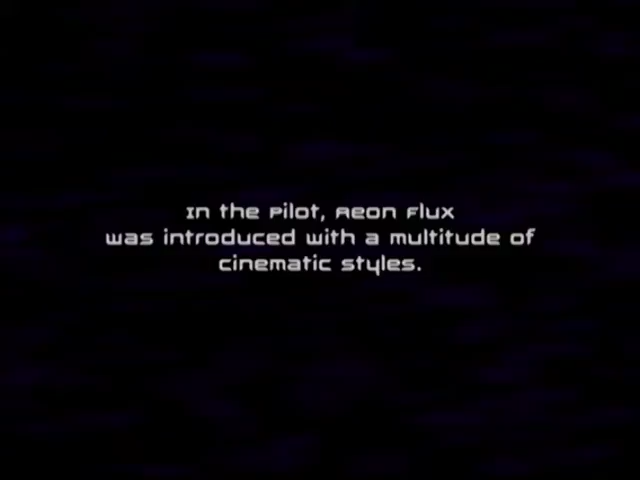 In the Pilot, Aeon Flux
was introduced with a multitude of
cinematic styles.